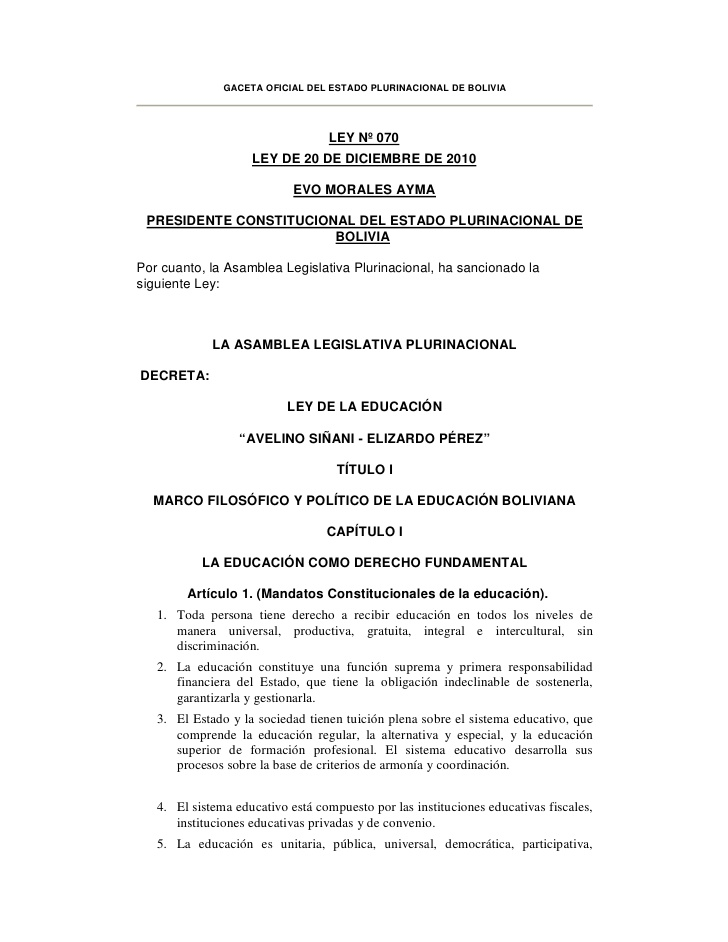 GACETA OFICIAL DEL ESTADO PLURINACIONAL DE BOLIVIA
LEY Nº 070
LEY DE 20 DE DICIEMBRE DE 2010
EVO MORALES AYMA
PRESIDENTE CONSTITUCIONAL DEL ESTADO PLURINACIONAL DE
BOLIVIA
Por cuanto, la Asamblea Legislativa Plurinacional, ha sancionado la
siguiente Ley:
LA ASAMBLEA LEGISLATIVA PLURINACIONAL
DECRETA:
LEY DE LA EDUCACIÓN
“AVELINO SIÑANI - ELIZARDO PÉREZ”
TÍTULO I
MARCO FILOSÓFICO Y POLÍTICO DE LA EDUCACIÓN BOLIVIANA
CAPÍTULO I
LA EDUCACIÓN COMO DERECHO FUNDAMENTAL
Artículo 1. (Mandatos Constitucionales de la educación).
1. Toda persona tiene derecho a recibir educación en todos los niveles de
manera universal, productiva, gratuita, integral e intercultural, sin
discriminación.
2. La educación constituye una función suprema y primera responsabilidad
financiera del Estado, que tiene la obligación indeclinable de sostenerla,
garantizarla y gestionarla.
3. El Estado y la sociedad tienen tuición plena sobre el sistema educativo, que
comprende la educación regular, la alternativa y especial, y la educación
superior de formación profesional. El sistema educativo desarrolla sus
procesos sobre la base de criterios de armonía y coordinación.
4. El sistema educativo está compuesto por las instituciones educativas fiscales,
instituciones educativas privadas y de convenio.
5. La educación es unitaria, pública, universal, democrática, participativa,